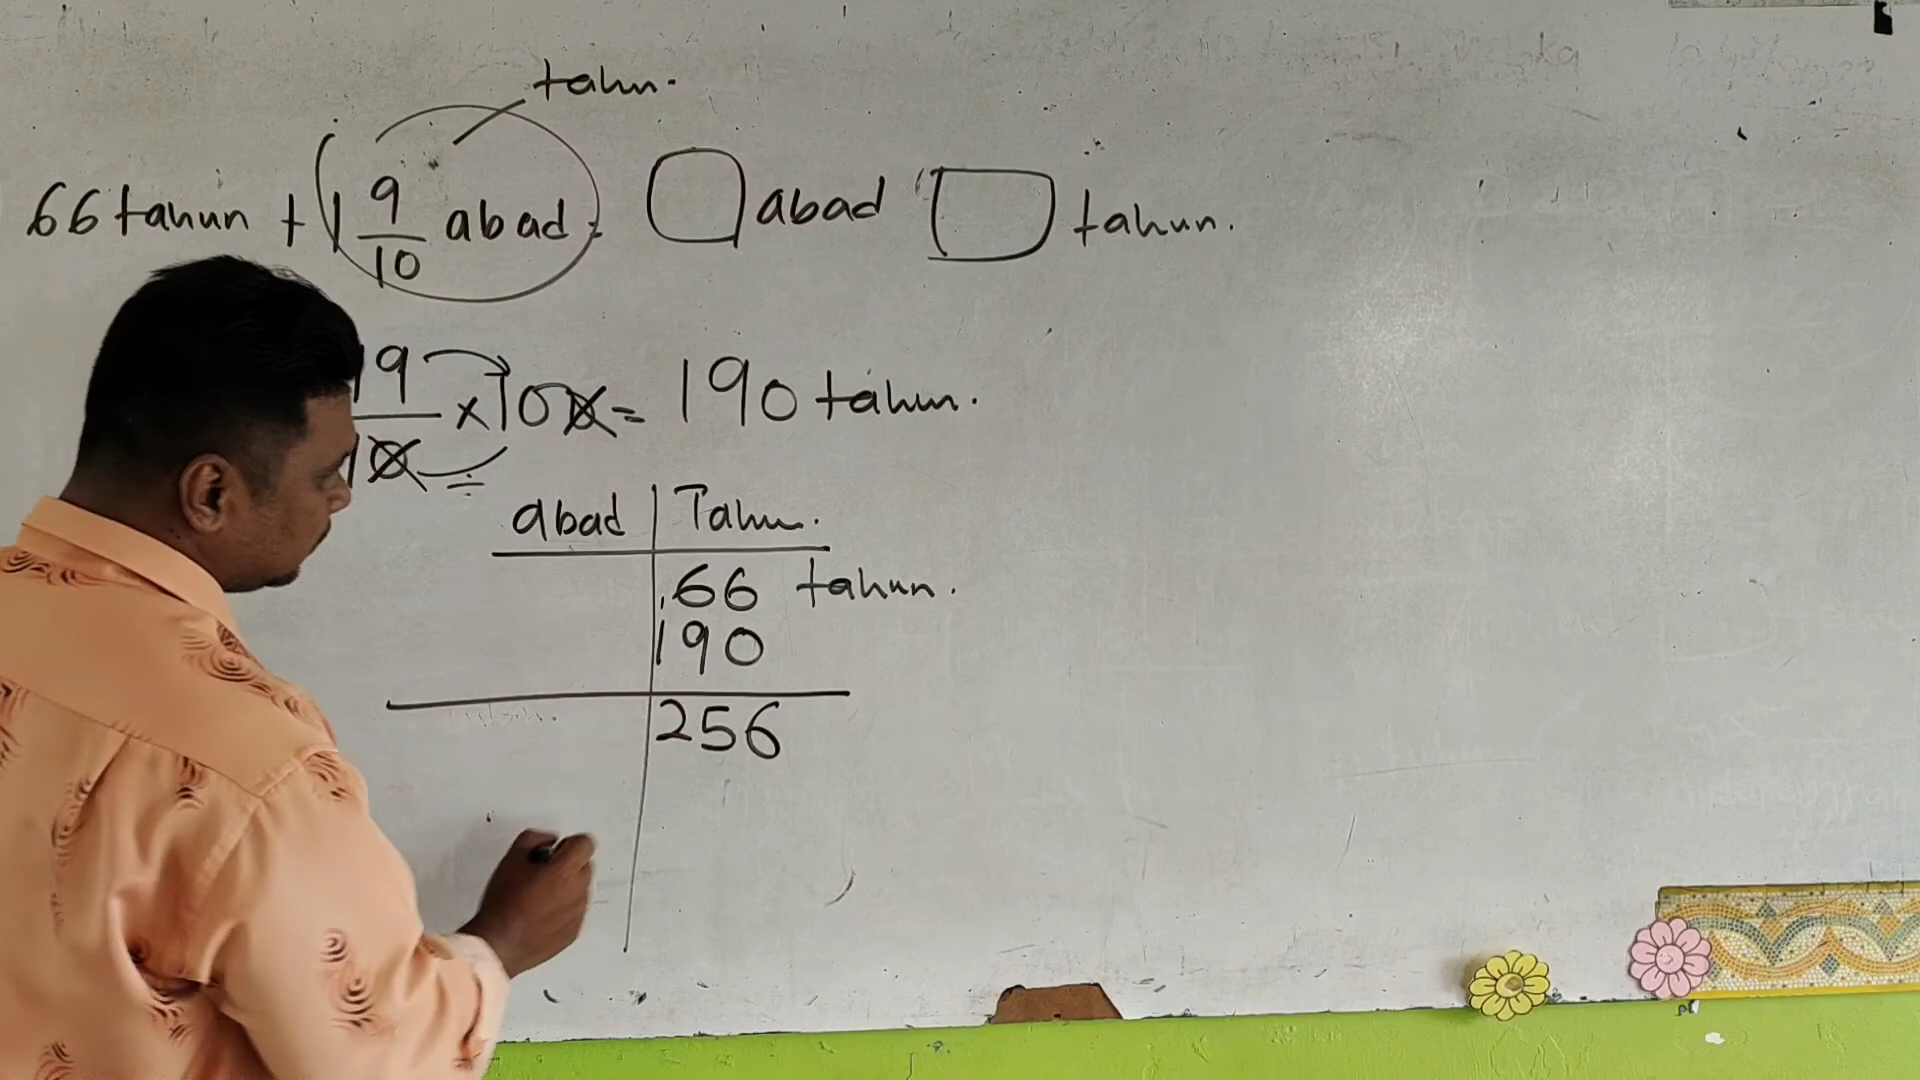 tahun.
66 tahun + 1 9/10 abad = abad tahun.
19/10 × 100 = 190 tahun.
÷
abad Tahun.
66 tahun.
190
256